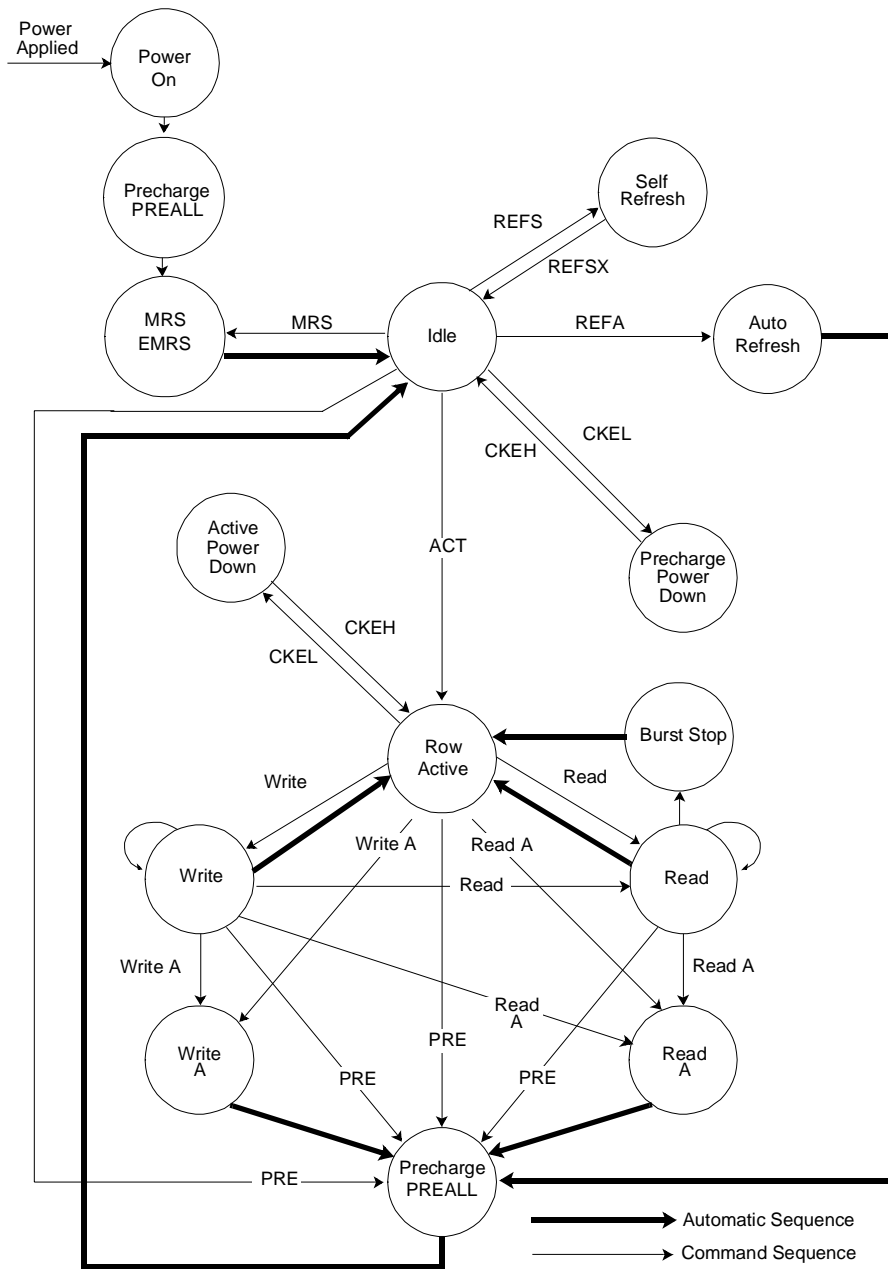 Power
Applied
Power
On
Precharge
PREALL
Self
Refresh
REFS
REFSX
MRS
EMRS
MRS
Idle
REFA
Auto
Refresh
CKEL
CKEH
Active
Power
Down
ACT
Precharge
Power
Down
CKEH
CKEL
Row
Active
Burst Stop
Write
Read
Write A
Read A
Write
Read
Read
Write A
Read A
Read
A
Write
A
PRE
Read
A
PRE
PRE
Precharge
PREALL
PRE
Automatic Sequence
Command Sequence